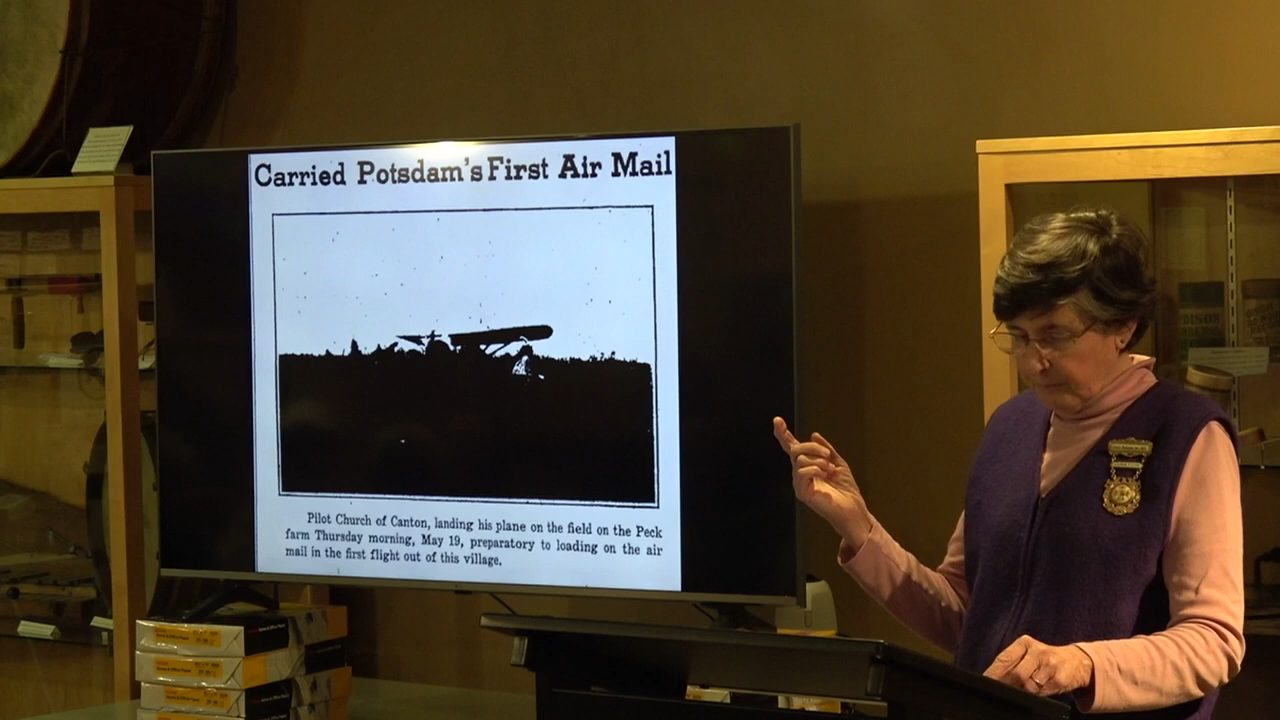 Carried Potsdam's First Air Mail
Pilot Church of Canton, landing his plane on the field on the Peck
farm Thursday morning, May 19, preparatory to loading on the air
mail in the first flight out of this village.